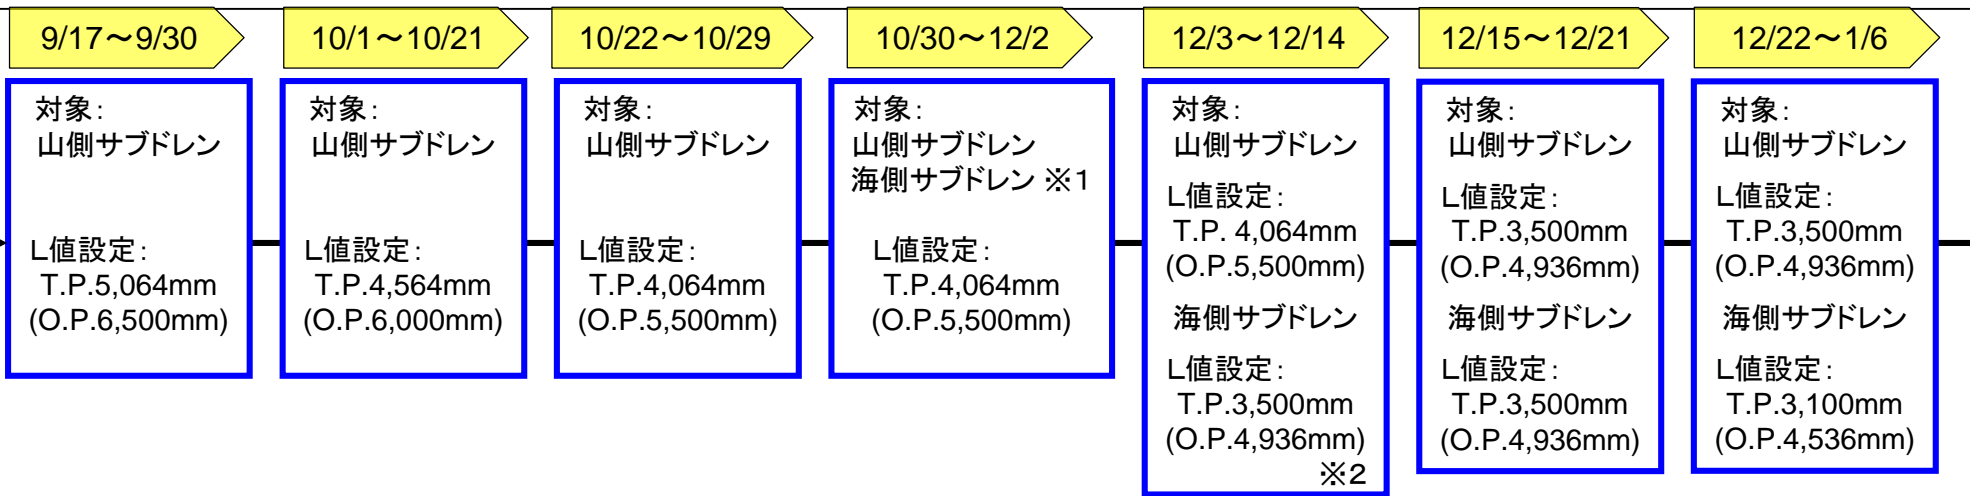 9/17～9/30
対象：
山側サブドレン
L値設定：
T.P.5,064mm
(O.P.6,500mm)
10/1～10/21
対象：
山側サブドレン
L値設定：
T.P.4,564mm
(O.P.6,000mm)
10/22～10/29
対象：
山側サブドレン
L値設定：
T.P.4,064mm
(O.P.5,500mm)
10/30～12/2
対象：
山側サブドレン
海側サブドレン ※1
L値設定：
T.P.4,064mm
(O.P.5,500mm)
12/3～12/14
対象：
山側サブドレン
L値設定：
T.P. 4,064mm
(O.P.5,500mm)
海側サブドレン
L値設定：
T.P.3,500mm
(O.P.4,936mm)
※2
12/15～12/21
対象：
山側サブドレン
L値設定：
T.P.3,500mm
(O.P.4,936mm)
海側サブドレン
L値設定：
T.P.3,500mm
(O.P.4,936mm)
12/22～1/6
対象：
山側サブドレン
L値設定：
T.P.3,500mm
(O.P.4,936mm)
海側サブドレン
L値設定：
T.P.3,100mm
(O.P.4,536mm)